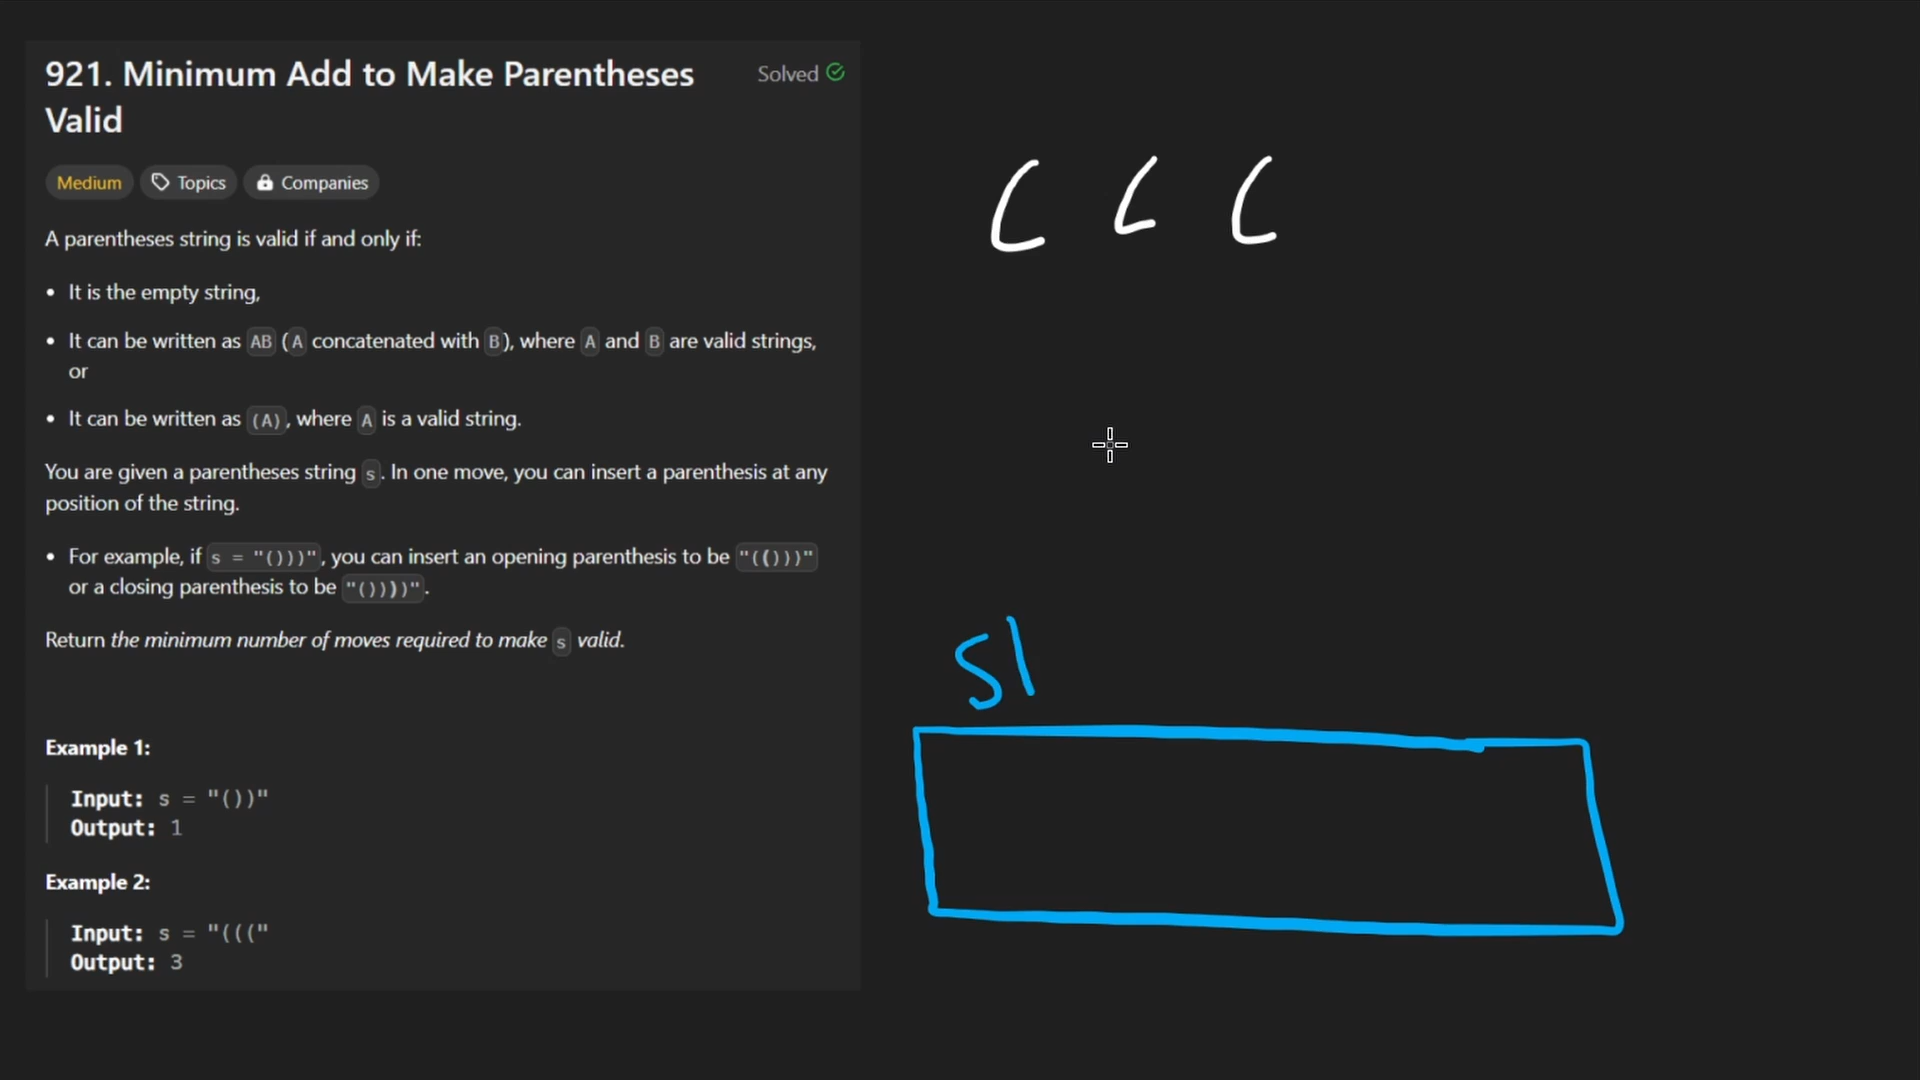 921. Minimum Add to Make Parentheses
Valid
Solved
Medium Topics Companies
A parentheses string is valid if and only if:
• It is the empty string,
• It can be written as AB (A concatenated with B), where A and B are valid strings,
or
• It can be written as (A), where A is a valid string.
You are given a parentheses string s. In one move, you can insert a parenthesis at any
position of the string.
• For example, if s = "()))", you can insert an opening parenthesis to be "(()))"
or a closing parenthesis to be "())))".
Return the minimum number of moves required to make s valid.
Example 1:
Input: s = "())"
Output: 1
Example 2:
Input: s = "((("
Output: 3
( ( (